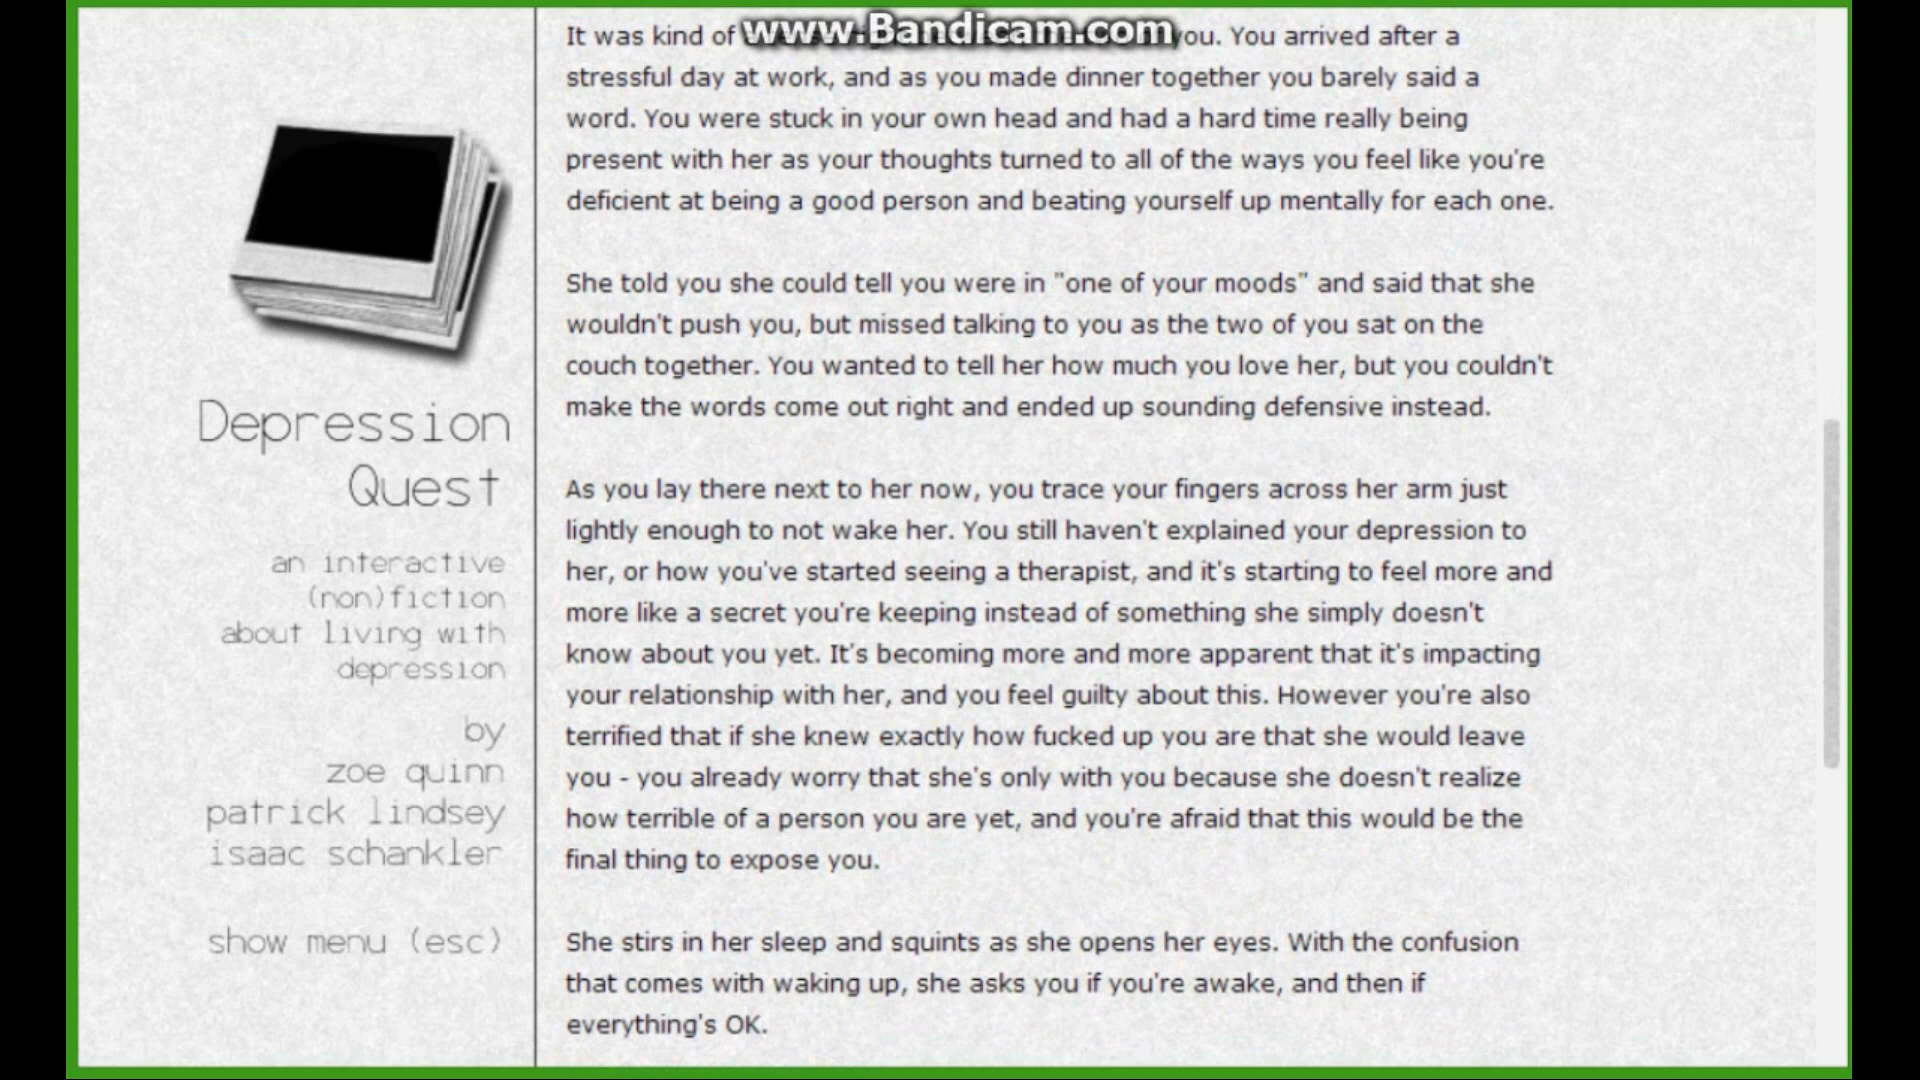 www.Bandicam.com
It was kind of you. You arrived after a
stressful day at work, and as you made dinner together you barely said a
word. You were stuck in your own head and had a hard time really being
present with her as your thoughts turned to all of the ways you feel like you're
deficient at being a good person and beating yourself up mentally for each one.
She told you she could tell you were in "one of your moods" and said that she
wouldn't push you, but missed talking to you as the two of you sat on the
couch together. You wanted to tell her how much you love her, but you couldn't
make the words come out right and ended up sounding defensive instead.
As you lay there next to her now, you trace your fingers across her arm just
lightly enough to not wake her. You still haven't explained your depression to
her, or how you've started seeing a therapist, and it's starting to feel more and
more like a secret you're keeping instead of something she simply doesn't
know about you yet. It's becoming more and more apparent that it's impacting
your relationship with her, and you feel guilty about this. However you're also
terrified that if she knew exactly how fucked up you are that she would leave
you - you already worry that she's only with you because she doesn't realize
how terrible of a person you are yet, and you're afraid that this would be the
final thing to expose you.
She stirs in her sleep and squints as she opens her eyes. With the confusion
that comes with waking up, she asks you if you're awake, and then if
everything's OK.
Depression
Quest
an interactive
(non)fiction
about living with
depression
by
zoe quinn
patrick lindsey
isaac schankler
show menu (esc)